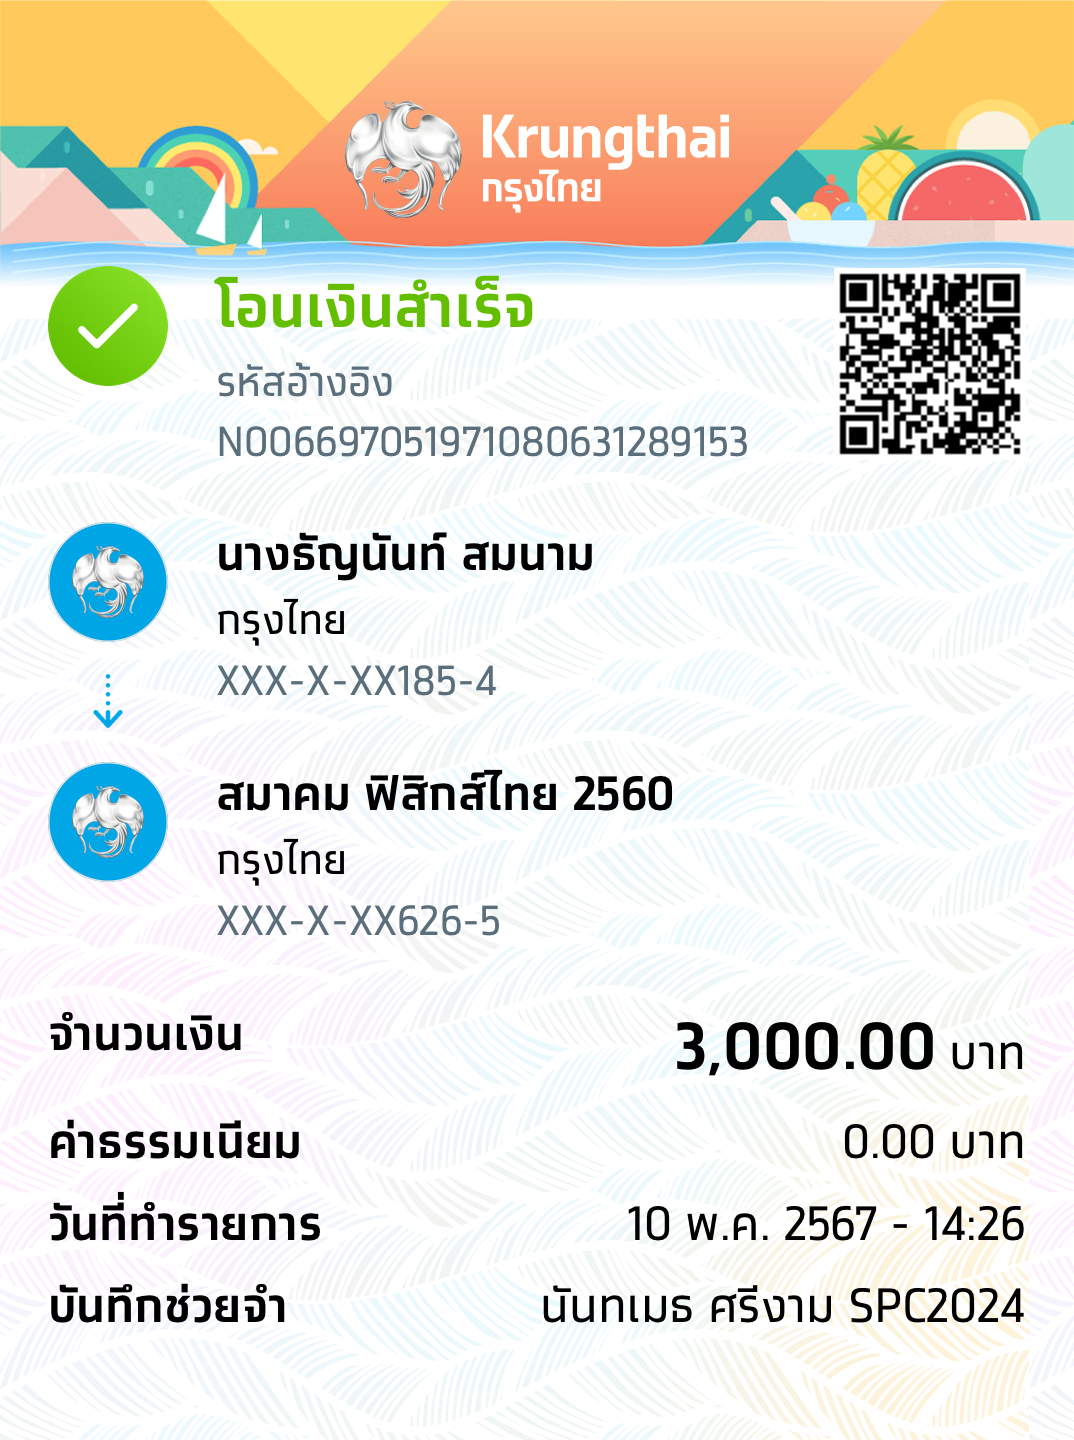 Krungthai
กรุงไทย
โอนเงินสำเร็จ
รหัสอ้างอิง
N00669705197108063128​9153
นางธัญนันท์ สมนาม
กรุงไทย
XXX-X-XX185-4
สมาคม ฟิสิกส์ไทย 2560
กรุงไทย
XXX-X-XX626-5
จำนวนเงิน 3,000.00 บาท
ค่าธรรมเนียม 0.00 บาท
วันที่ทำรายการ 10 พ.ค. 2567 - 14:26
บันทึกช่วยจำ นันทเมธ ศรีงาม SPC2024